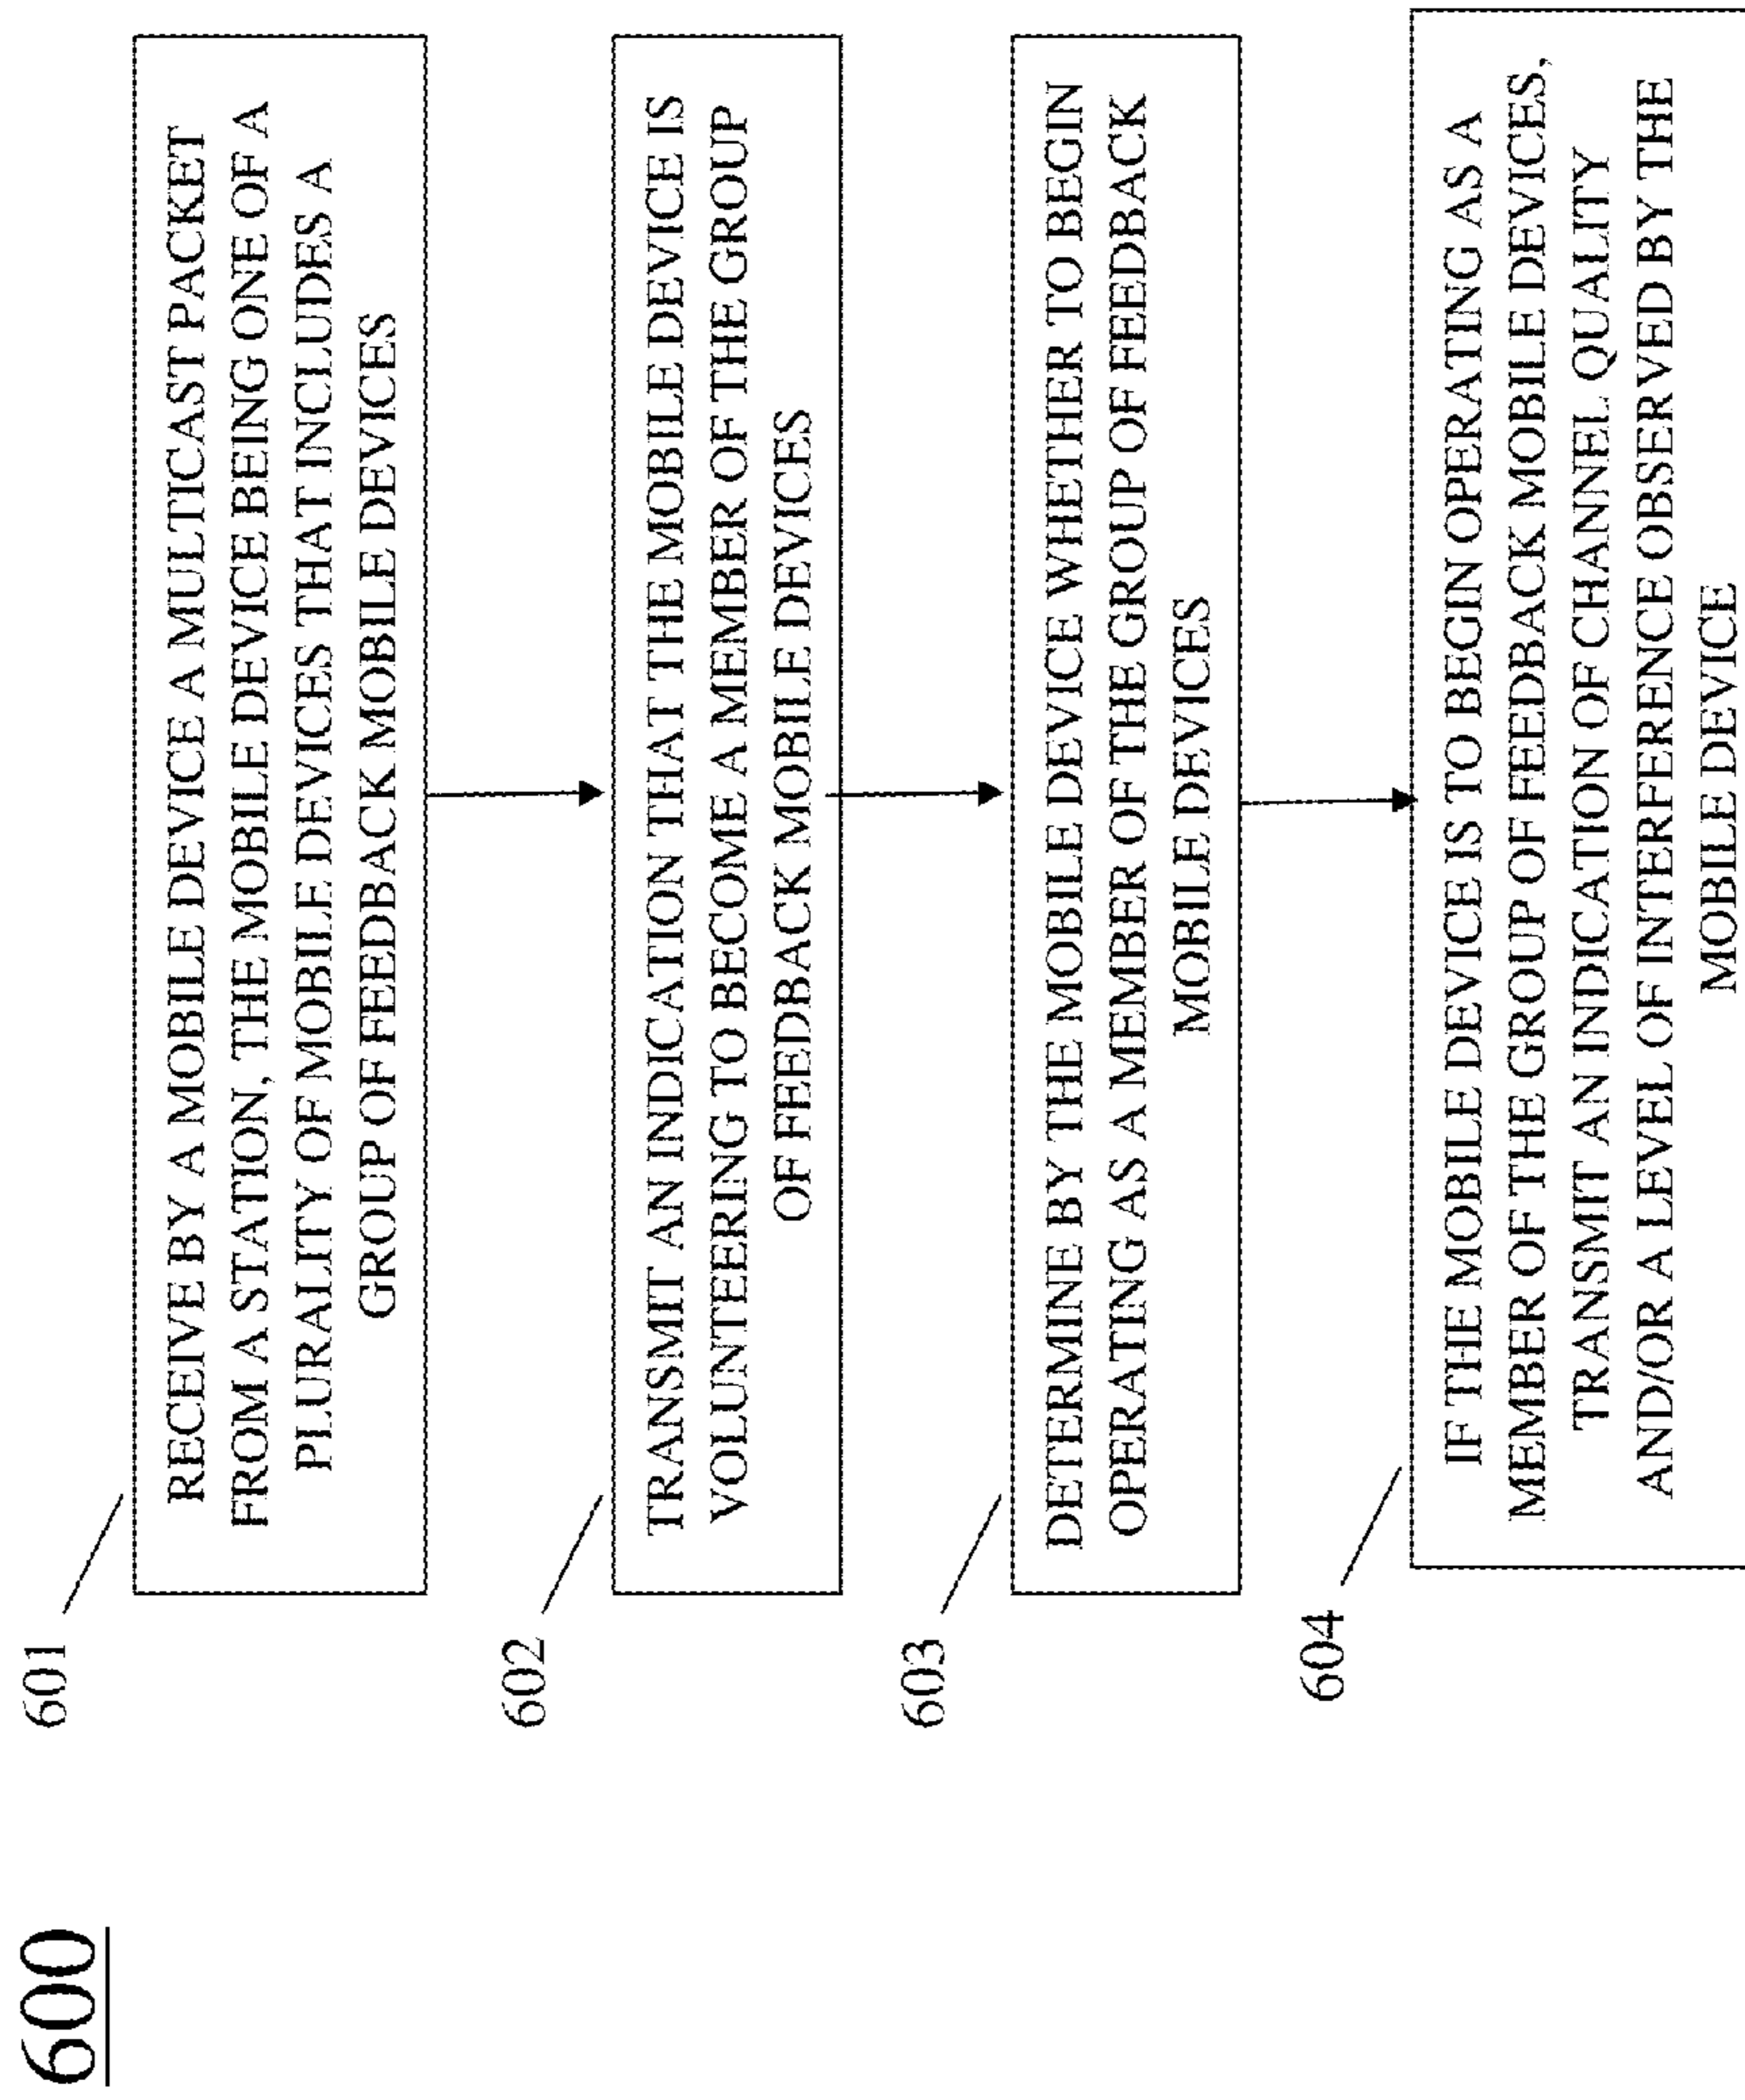 600
601
RECEIVE BY A MOBILE DEVICE A MULTICAST PACKET
FROM A STATION, THE MOBILE DEVICE BEING ONE OF A
PLURALITY OF MOBILE DEVICES THAT INCLUDES A
GROUP OF FEEDBACK MOBILE DEVICES
602
TRANSMIT AN INDICATION THAT THE MOBILE DEVICE IS
VOLUNTEERING TO BECOME A MEMBER OF THE GROUP
OF FEEDBACK MOBILE DEVICES
603
DETERMINE BY THE MOBILE DEVICE WHETHER TO BEGIN
OPERATING AS A MEMBER OF THE GROUP OF FEEDBACK
MOBILE DEVICES
604
IF THE MOBILE DEVICE IS TO BEGIN OPERATING AS A
MEMBER OF THE GROUP OF FEEDBACK MOBILE DEVICES,
TRANSMIT AN INDICATION OF CHANNEL QUALITY
AND/OR A LEVEL OF INTERFERENCE OBSERVED BY THE
MOBILE DEVICE